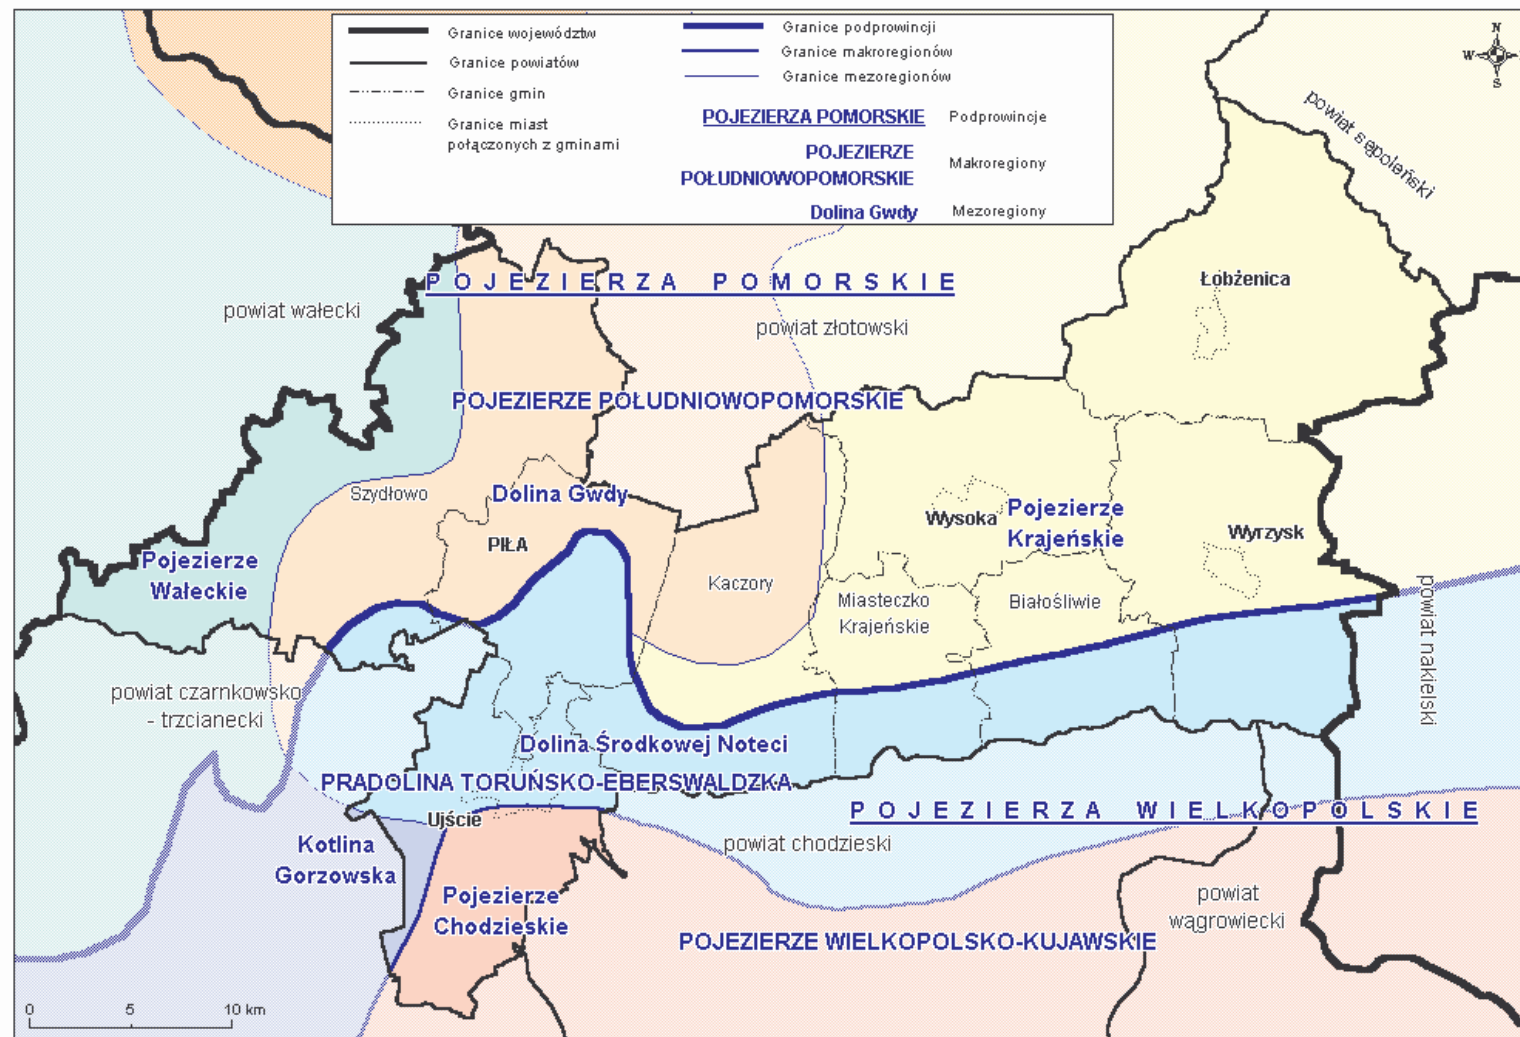 Granice województw
Granice powiatów
Granice gmin
Granice miast
połączonych z gminami
Granice podprowincji
Granice makroregionów
Granice mezoregionów
POJEZIERZA POMORSKIE
Podprowincje
POJEZIERZE
POŁUDNIOWOPOMORSKIE
Makroregiony
Dolina Gwdy
Mezoregiony
N
W
S
powiat sępoleński
Łobżenica
POJEZIERZA POMORSKIE
powiat wałecki
powiat złotowski
POJEZIERZE POŁUDNIOWOPOMORSKIE
Szydłowo
Dolina Gwdy
PIŁA
Wysoka
Pojezierze
Krajeńskie
Wyrzysk
Pojezierze
Wałeckie
Kaczory
Miasteczko
Krajeńskie
Białośliwie
powiat nakielski
powiat czarnkowsko
- trzcianecki
Dolina Środkowej Noteci
PRADOLINA TORUŃSKO-EBERSWALDZKA
POJEZIERZA WIELKOPOLSKIE
Ujście
powiat chodzieski
Kotlina
Gorzowska
Pojezierze
Chodzieskie
powiat
wągrowiecki
POJEZIERZE WIELKOPOLSKO-KUJAWSKIE
0 5 10 km